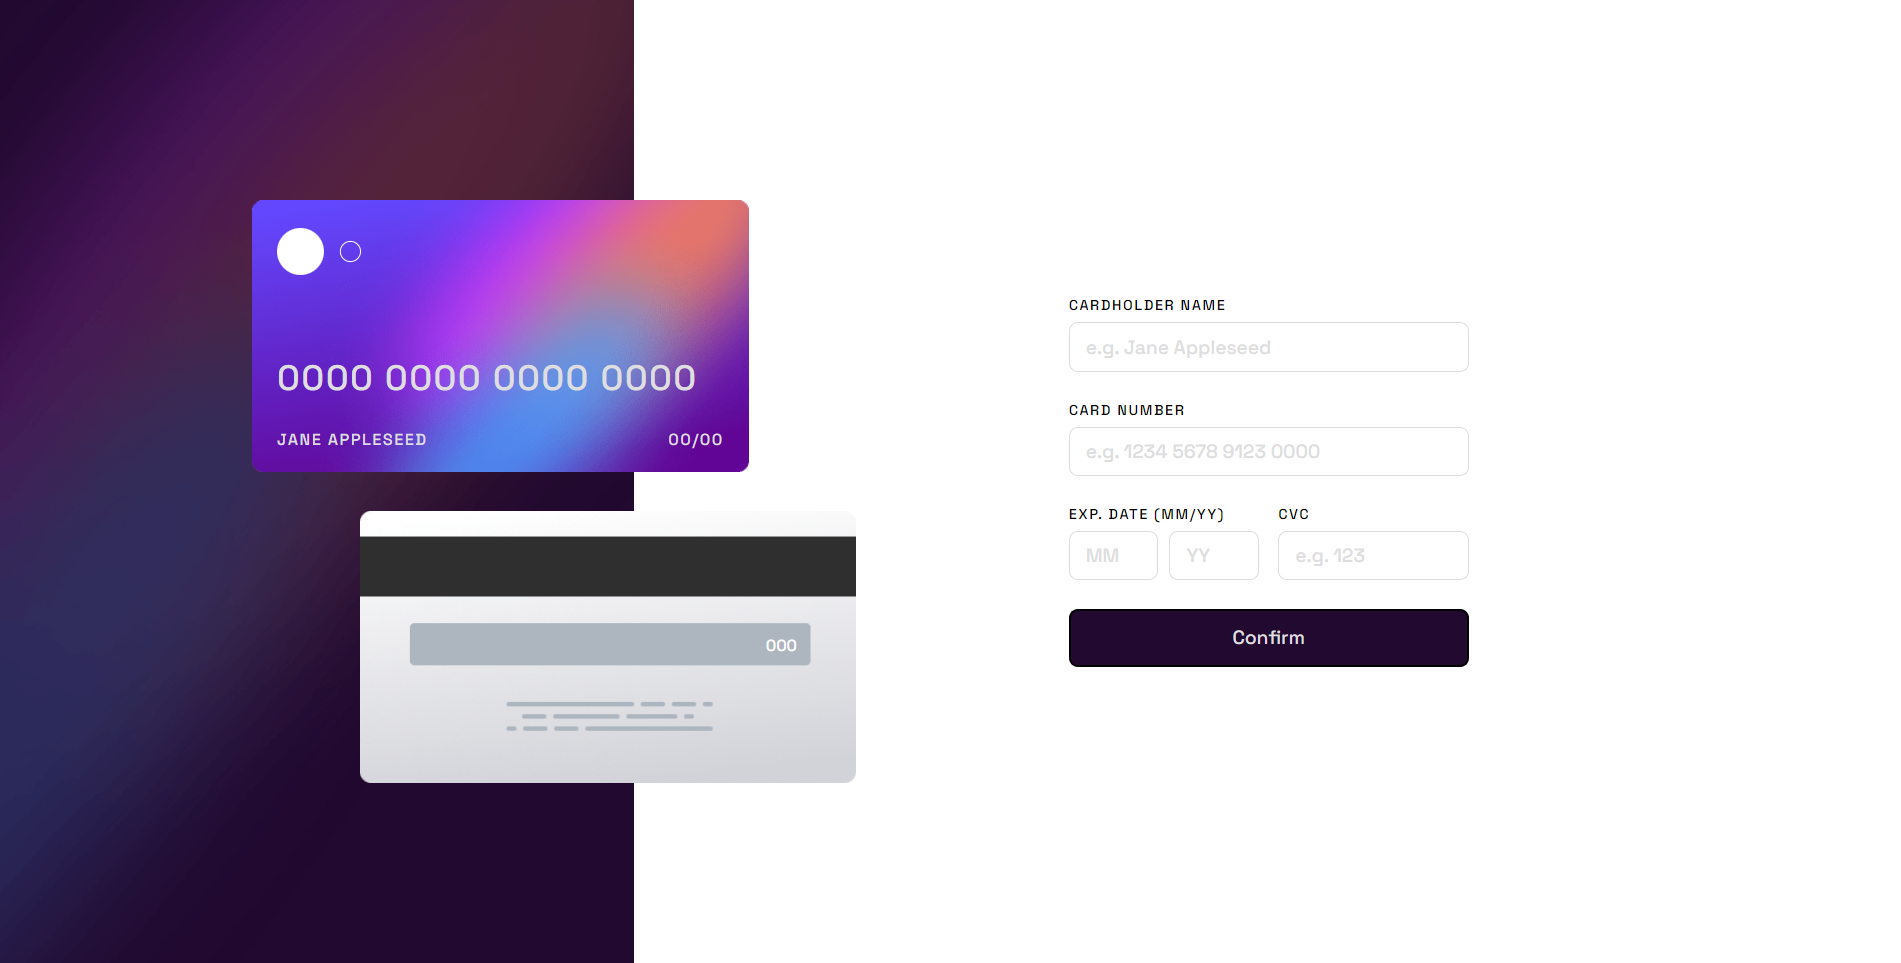 0000 0000 0000 0000
JANE APPLESEED 00/00
000
CARDHOLDER NAME
e.g. Jane Appleseed
CARD NUMBER
e.g. 1234 5678 9123 0000
EXP. DATE (MM/YY) CVC
MM YY e.g. 123
Confirm